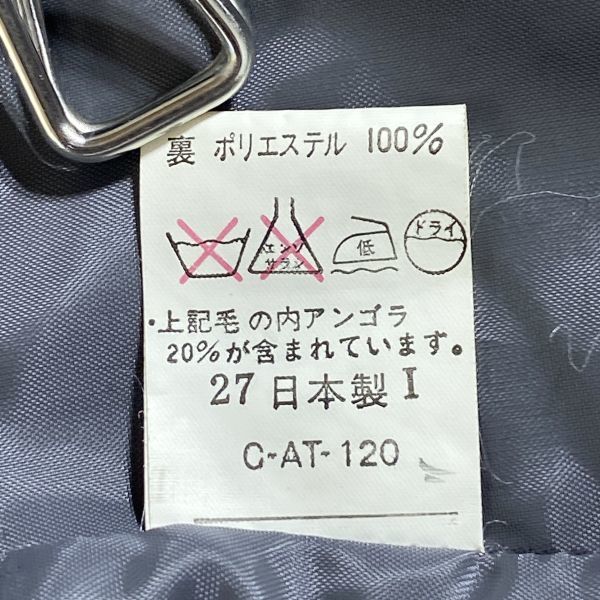 裏 ポリエステル 100%
エンソ サラシ 低 ドライ
・上記毛の内アンゴラ
20%が含まれています。
27 日本製 I
C-AT-120